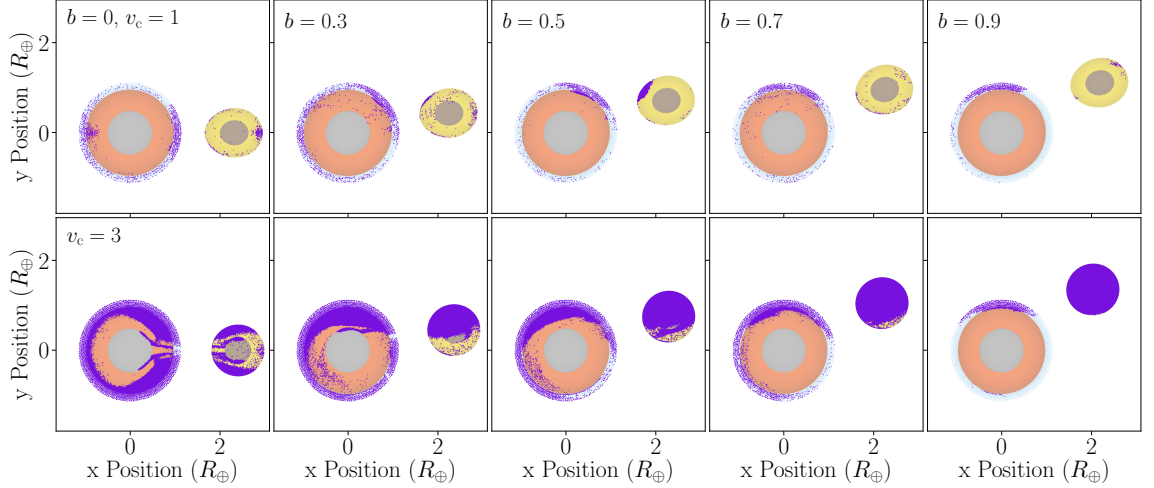 b = 0, v_c = 1
b = 0.3
b = 0.5
b = 0.7
b = 0.9
y Position (R_⊕)
2
0
v_c = 3
y Position (R_⊕)
2
0
0 2
0 2
0 2
0 2
0 2
x Position (R_⊕)
x Position (R_⊕)
x Position (R_⊕)
x Position (R_⊕)
x Position (R_⊕)